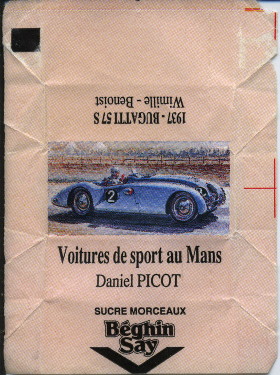 Wimille - Benoist
1937 - BUGATTI 57 S
2
Voitures de sport au Mans
Daniel PICOT
SUCRE MORCEAUX
Béghin
Say